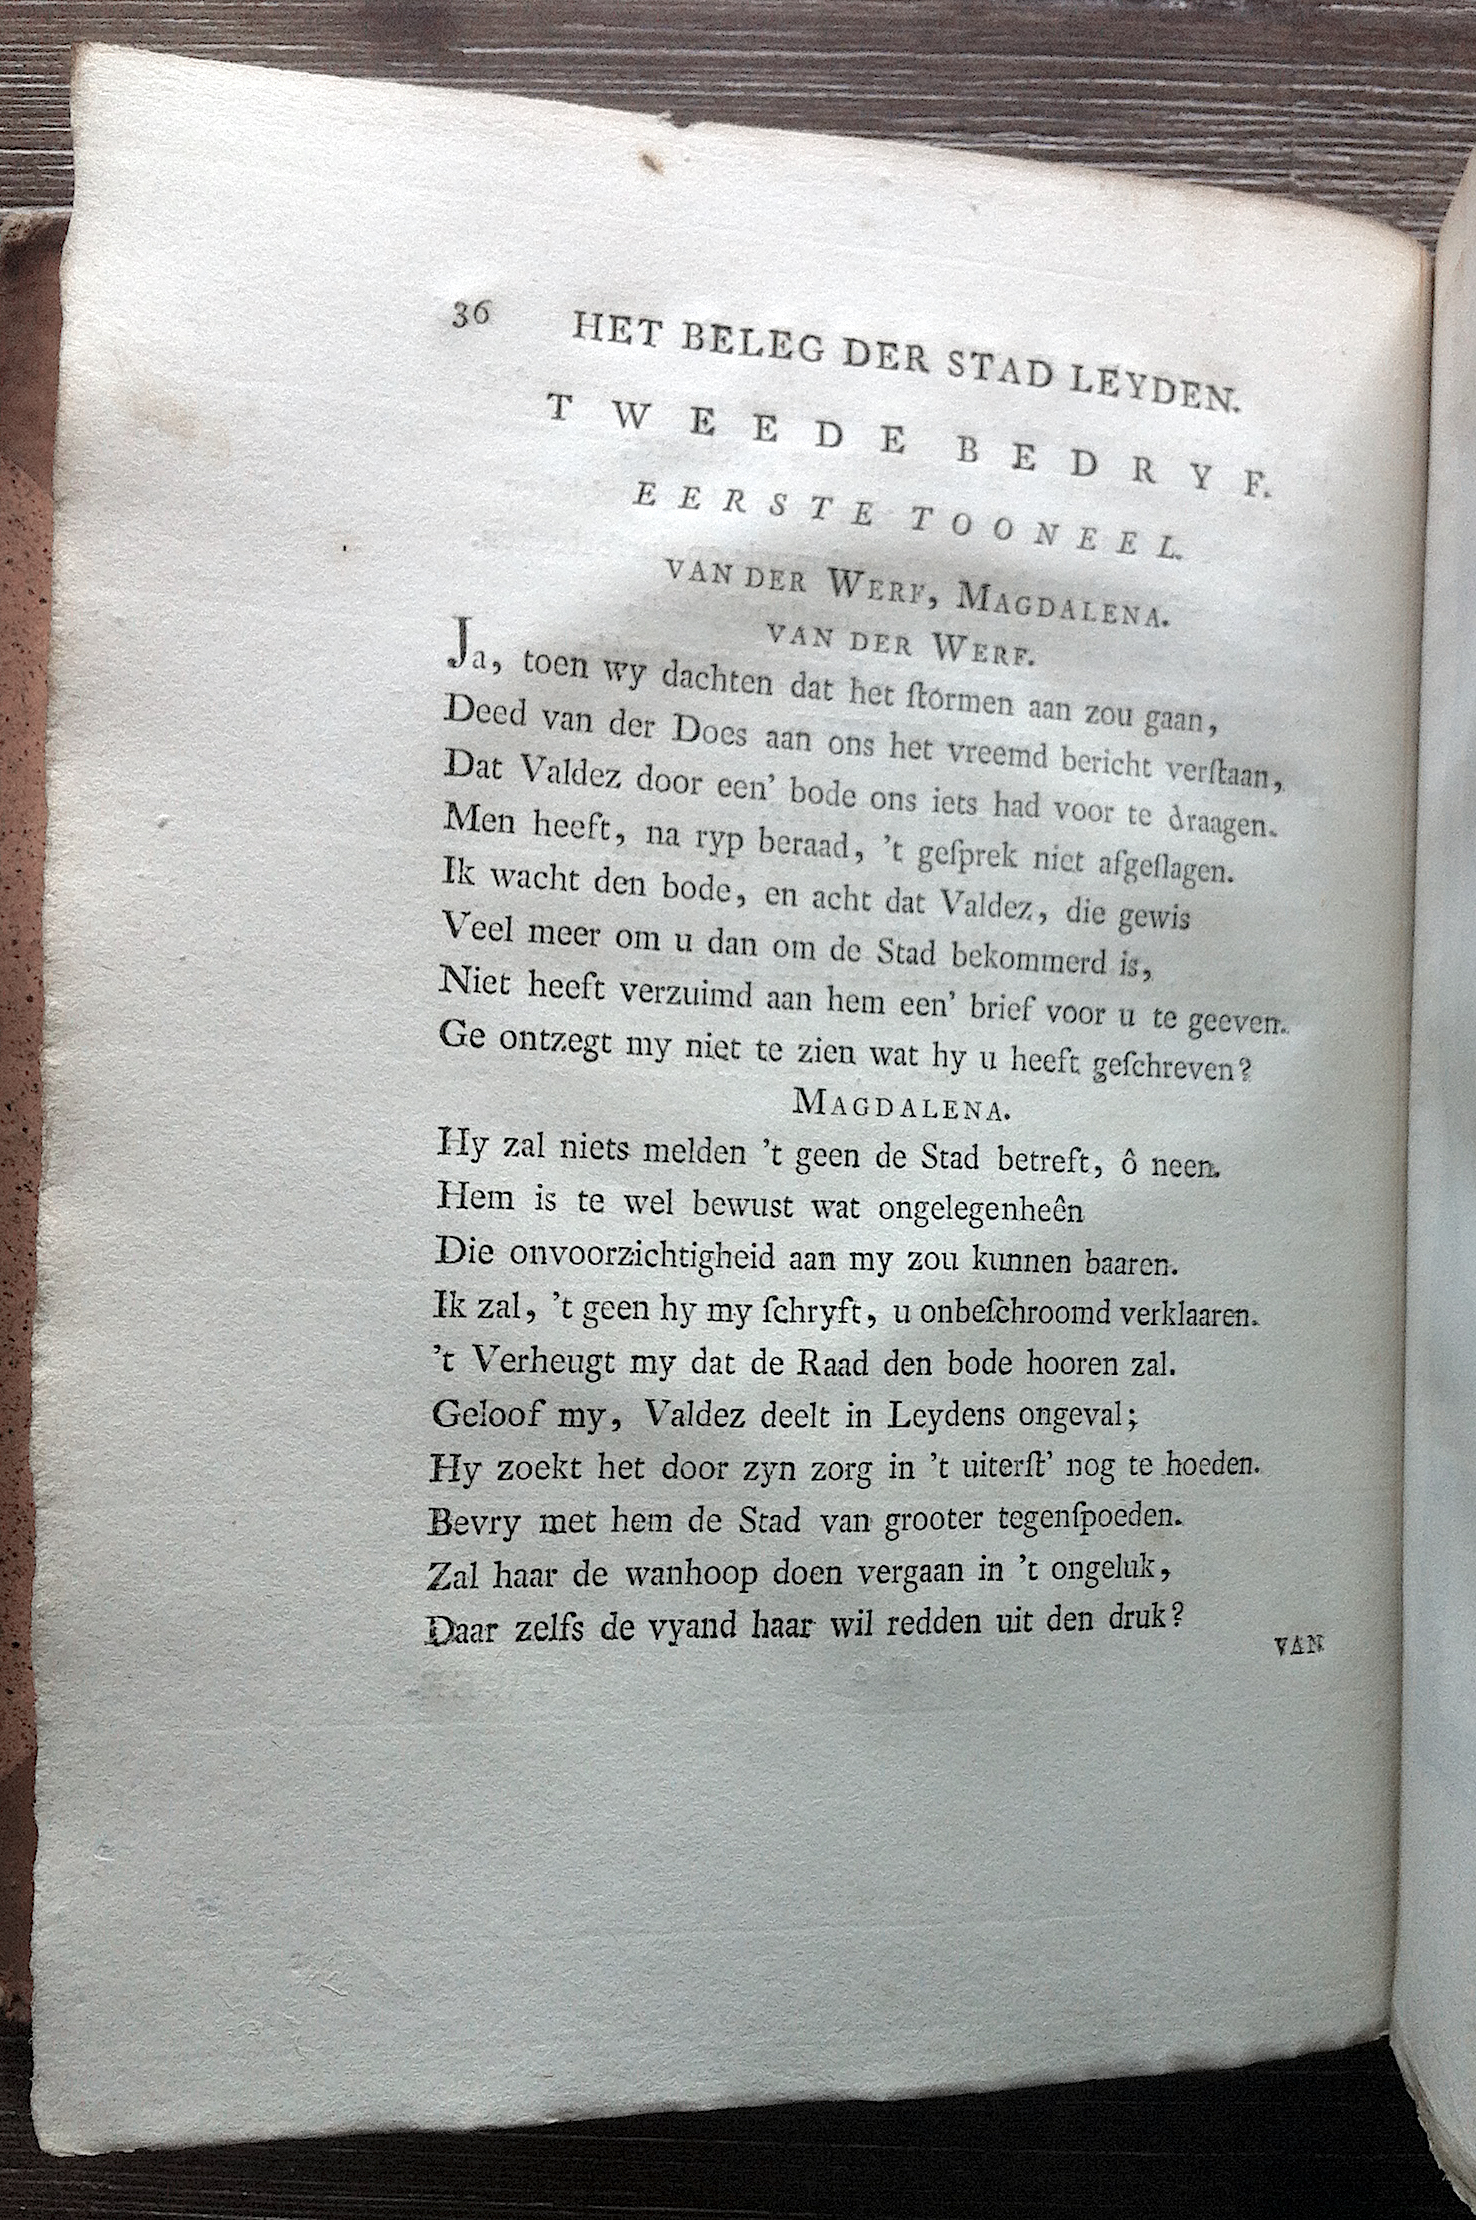 36 HET BELEG DER STAD LEYDEN.
TWEEDE BEDRYF.
EERSTE TOONEEL.
VAN DER WERF, MAGDALENA.
VAN DER WERF.
Ja, toen wy dachten dat het ſtormen aan zou gaan,
Deed van der Does aan ons het vreemd bericht verſtaan,
Dat Valdez door een’ bode ons iets had voor te draagen.
Men heeft, na ryp beraad, ’t geſprek niet afgeſlagen.
Ik wacht den bode, en acht dat Valdez, die gewis
Veel meer om u dan om de Stad bekommerd is,
Niet heeft verzuimd aan hem een’ brief voor u te geeven.
Ge ontzegt my niet te zien wat hy u heeft geſchreven?
MAGDALENA.
Hy zal niets melden ’t geen de Stad betreft, ô neen.
Hem is te wel bewust wat ongelegenheên
Die onvoorzichtigheid aan my zou kunnen baaren.
Ik zal, ’t geen hy my ſchryft, u onbeſchroomd verklaaren.
’t Verheugt my dat de Raad den bode hooren zal.
Geloof my, Valdez deelt in Leydens ongeval;
Hy zoekt het door zyn zorg in ’t uiterſt’ nog te hoeden.
Bevry met hem de Stad van grooter tegenſpoeden.
Zal haar de wanhoop doen vergaan in ’t ongeluk,
Daar zelfs de vyand haar wil redden uit den druk?
VAN